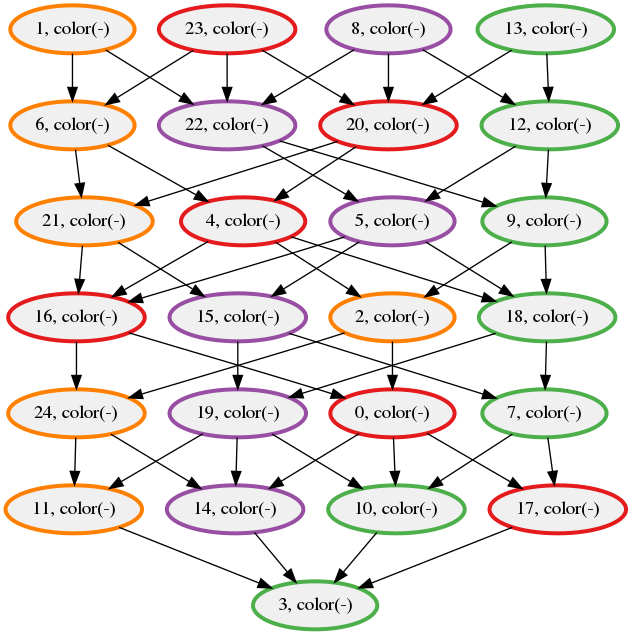 1, color(-)
23, color(-)
8, color(-)
13, color(-)
6, color(-)
22, color(-)
20, color(-)
12, color(-)
21, color(-)
4, color(-)
5, color(-)
9, color(-)
16, color(-)
15, color(-)
2, color(-)
18, color(-)
24, color(-)
19, color(-)
0, color(-)
7, color(-)
11, color(-)
14, color(-)
10, color(-)
17, color(-)
3, color(-)